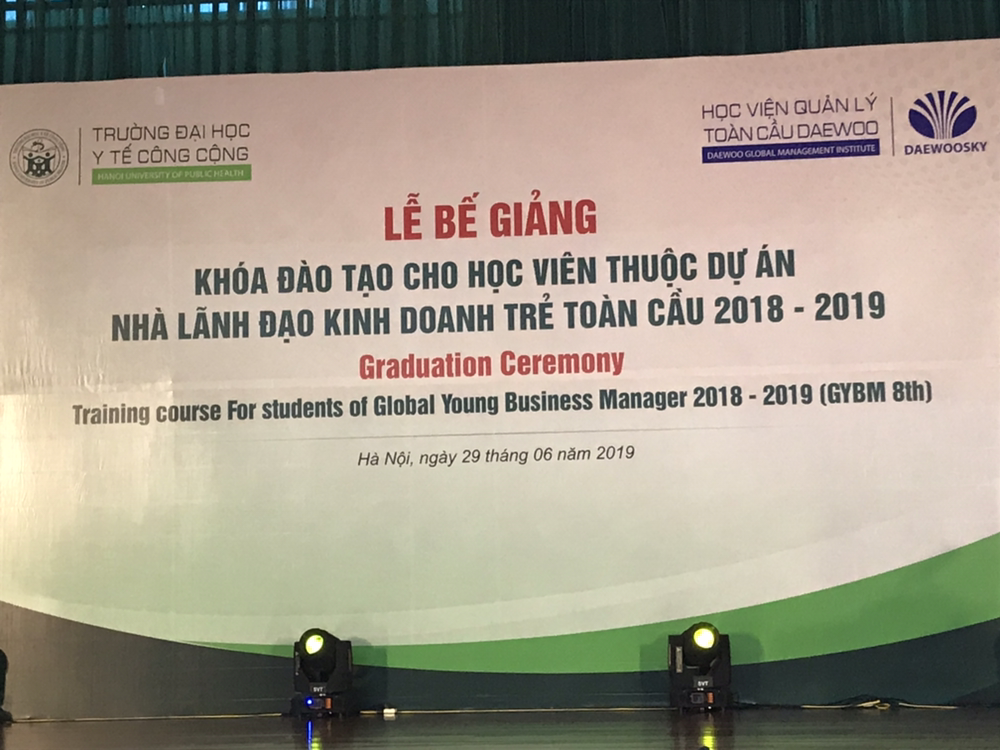 TRƯỜNG ĐẠI HỌC
Y TẾ CÔNG CỘNG
HANOI UNIVERSITY OF PUBLIC HEALTH
HỌC VIỆN QUẢN LÝ
TOÀN CẦU DAEWOO
DAEWOO GLOBAL MANAGEMENT INSTITUTE
DAEWOOSKY
LỄ BẾ GIẢNG
KHÓA ĐÀO TẠO CHO HỌC VIÊN THUỘC DỰ ÁN
NHÀ LÃNH ĐẠO KINH DOANH TRẺ TOÀN CẦU 2018 - 2019
Graduation Ceremony
Training course For students of Global Young Business Manager 2018 - 2019 (GYBM 8th)
Hà Nội, ngày 29 tháng 06 năm 2019
SVT
SVT